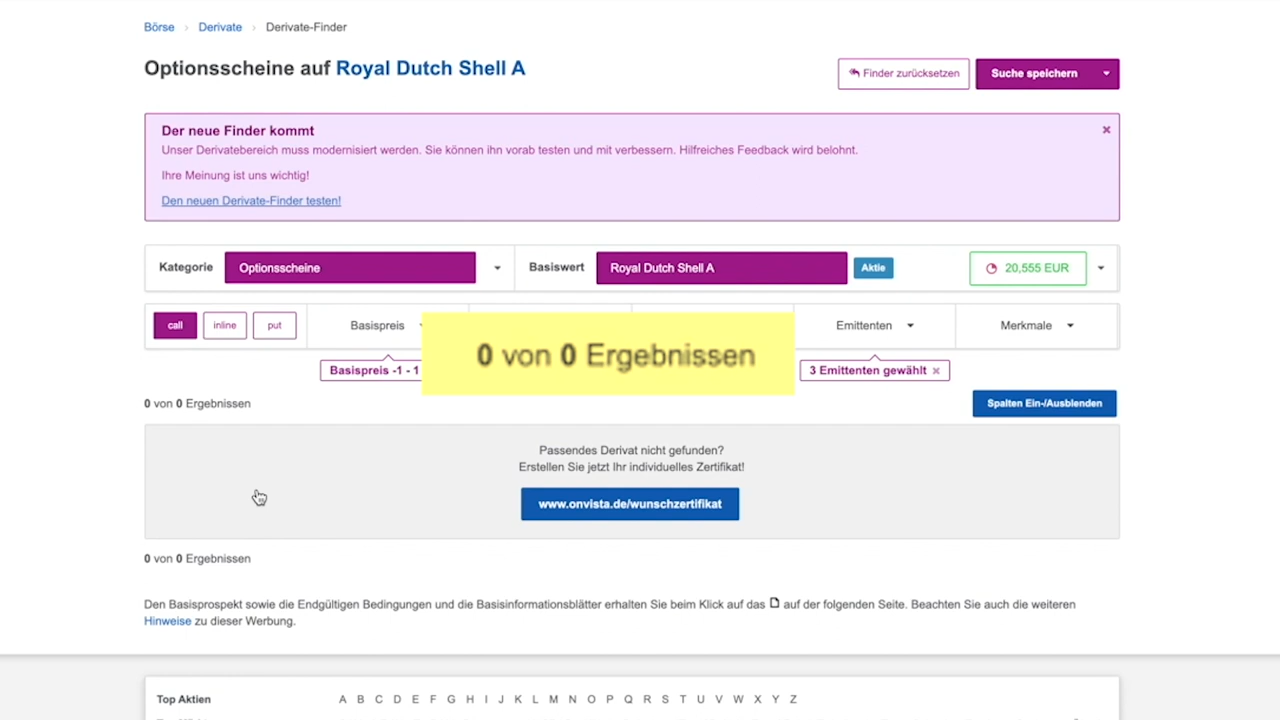 Börse › Derivate › Derivate-Finder
Optionsscheine auf Royal Dutch Shell A
Finder zurücksetzen
Suche speichern
Der neue Finder kommt
Unser Derivatebereich muss modernisiert werden. Sie können ihn vorab testen und mit verbessern. Hilfreiches Feedback wird belohnt.
Ihre Meinung ist uns wichtig!
Den neuen Derivate-Finder testen!
Kategorie Optionsscheine Basiswert Royal Dutch Shell A Aktie 20,555 EUR
call inline put Basispreis Emittenten Merkmale
0 von 0 Ergebnissen
Basispreis -1 - 1 3 Emittenten gewählt
0 von 0 Ergebnissen
Spalten Ein-/Ausblenden
Passendes Derivat nicht gefunden?
Erstellen Sie jetzt Ihr individuelles Zertifikat!
www.onvista.de/wunschzertifikat
0 von 0 Ergebnissen
Den Basisprospekt sowie die Endgültigen Bedingungen und die Basisinformationsblätter erhalten Sie beim Klick auf das auf der folgenden Seite. Beachten Sie auch die weiteren
Hinweise zu dieser Werbung.
Top Aktien A B C D E F G H I J K L M N O P Q R S T U V W X Y Z